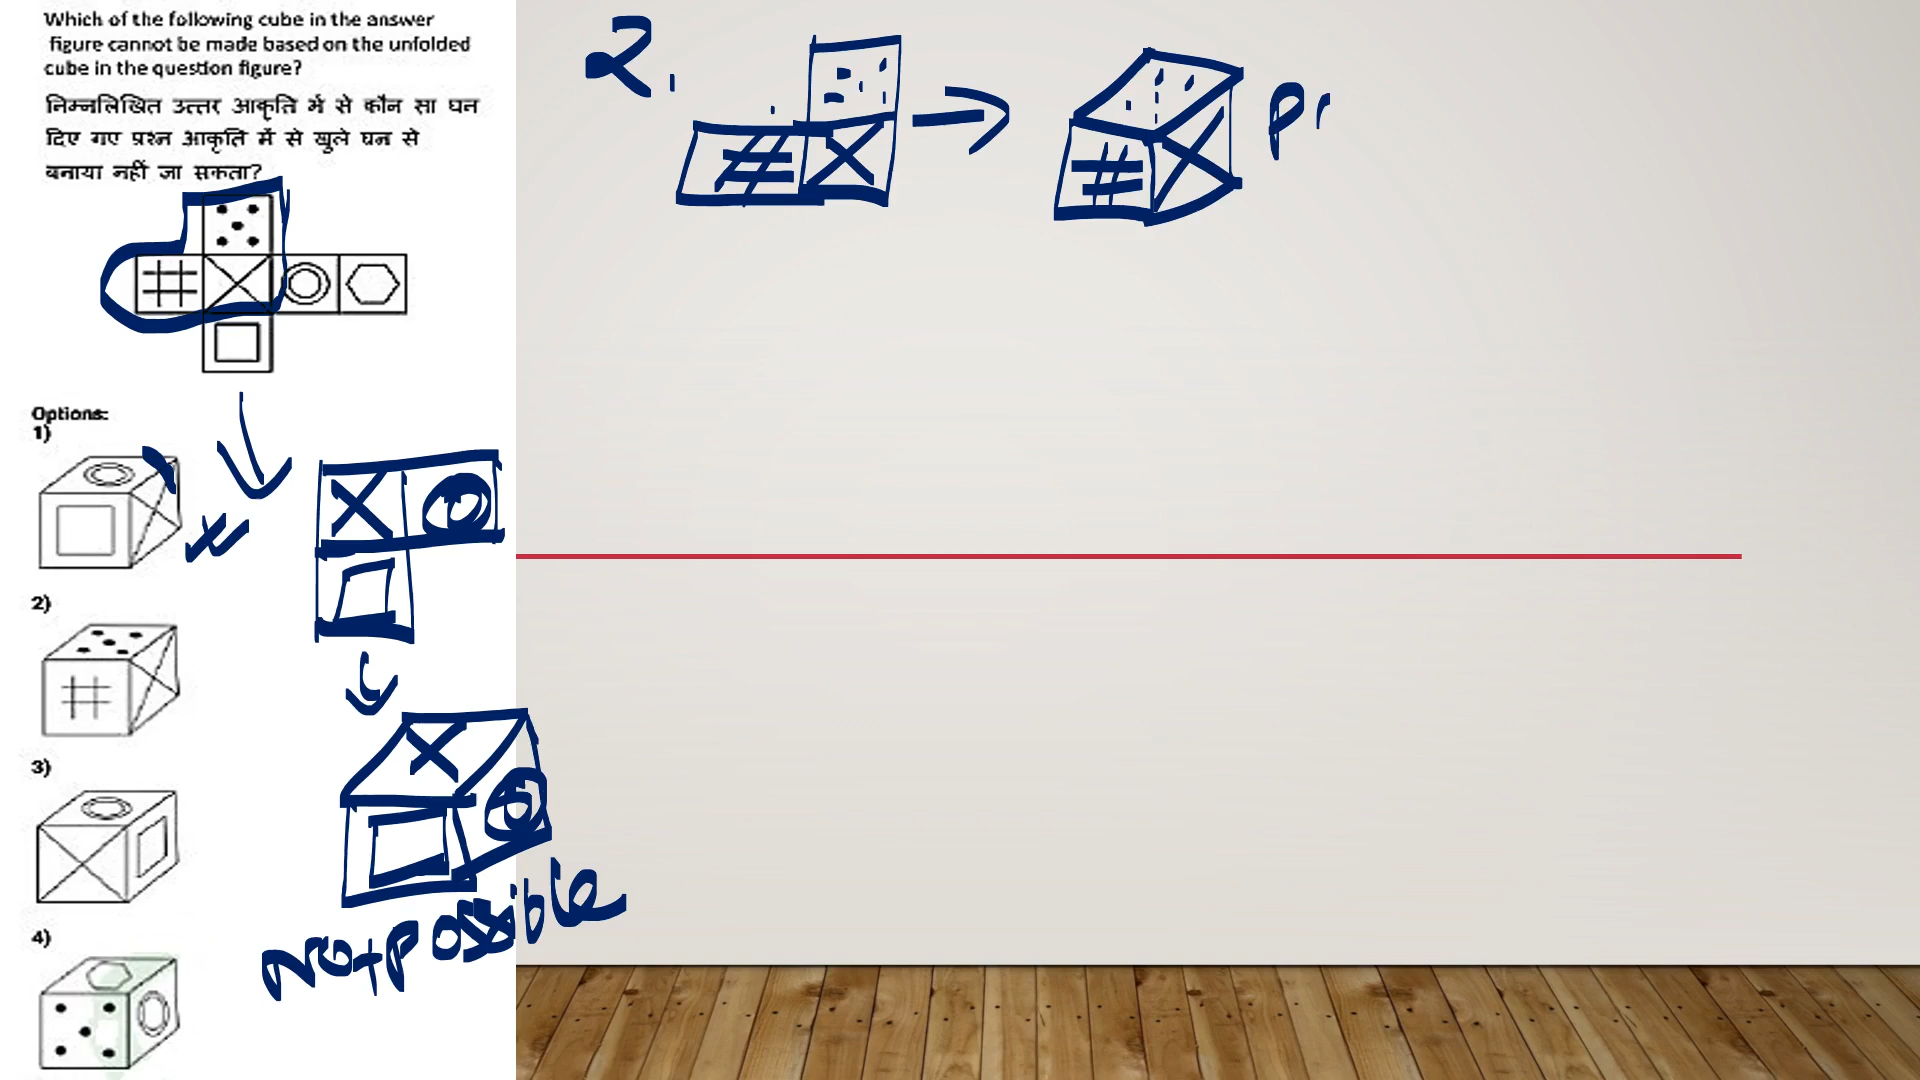 Which of the following cube in the answer
figure cannot be made based on the unfolded
cube in the question figure?
निम्नलिखित उत्तर आकृति में से कौन सा घन
दिए गए प्रश्न आकृति में से खुले घन से
बनाया नहीं जा सकता?
Options:
1)
2)
3)
4)
Not possible
2.